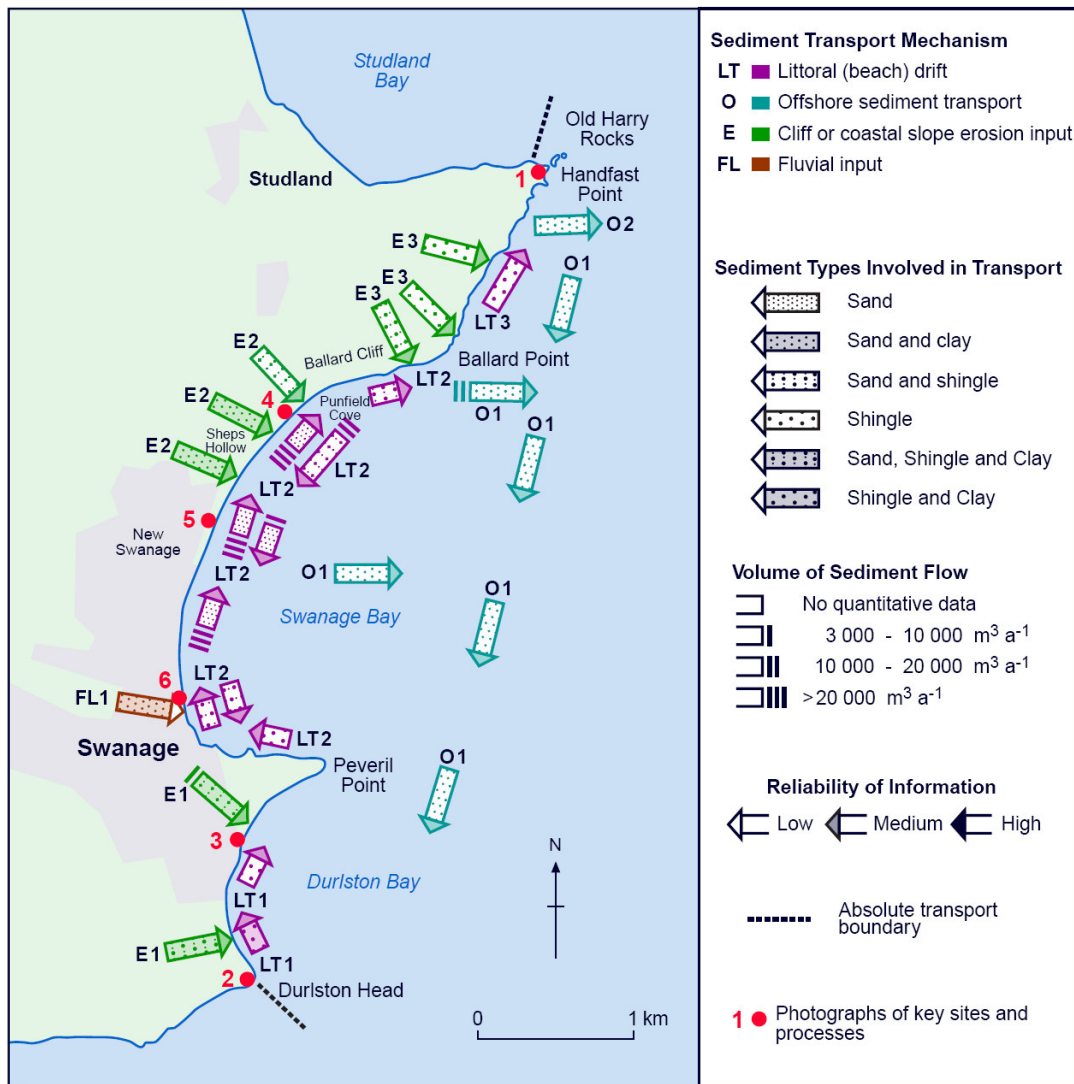 Studland
Bay
Old Harry
Rocks
Studland
1
Handfast
Point
E3
O2
E3
O1
E3
LT3
E2
Ballard Cliff
Ballard Point
LT2
E2
4
Punfield
Cove
O1
Sheps
Hollow
O1
E2
LT2
LT2
5
New
Swanage
LT2
O1
O1
Swanage Bay
6
LT2
FL1
LT2
Swanage
Peveril
Point
O1
E1
3
N
Durlston Bay
LT1
E1
LT1
2
Durlston Head
0
1 km
Sediment Transport Mechanism
LT Littoral (beach) drift
O Offshore sediment transport
E Cliff or coastal slope erosion input
FL Fluvial input
Sediment Types Involved in Transport
Sand
Sand and clay
Sand and shingle
Shingle
Sand, Shingle and Clay
Shingle and Clay
Volume of Sediment Flow
No quantitative data
3 000 - 10 000 m³ a⁻¹
10 000 - 20 000 m³ a⁻¹
>20 000 m³ a⁻¹
Reliability of Information
Low Medium High
Absolute transport
boundary
1 Photographs of key sites and
processes